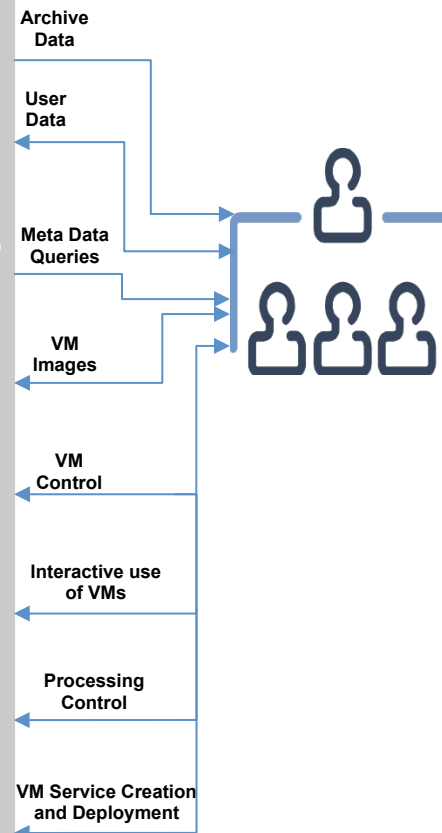 Archive
Data
User
Data
Meta Data
Queries
VM
Images
VM
Control
Interactive use
of VMs
Processing
Control
VM Service Creation
and Deployment